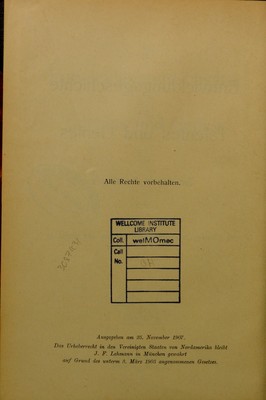 Alle Rechte vorbehalten.
WELLCOME INSTITUTE
LIBRARY
Coll. welMOmec
Call
No.
Ausgegeben am 25. November 1907.
Das Urheberrecht in den Vereinigten Staaten von Nordamerika bleibt
J. F. Lehmann in München gewahrt
auf Grund des unterm 3. März 1905 angenommenen Gesetzes.